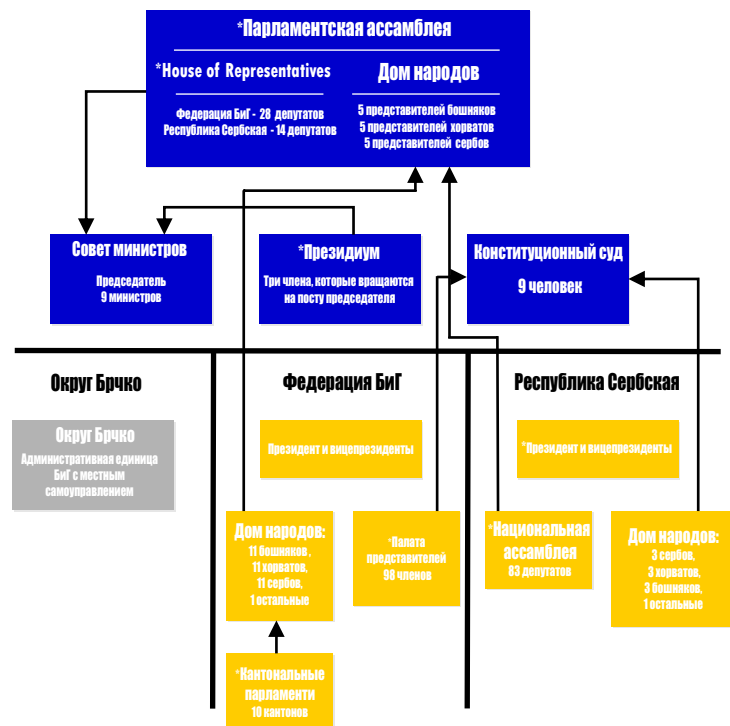 *Парламентская ассамблея
*House of Representatives
Федерация БиГ - 28 депутатов
Республика Сербская - 14 депутатов
Дом народов
5 представителей бошняков
5 представителей хорватов
5 представителей сербов
Совет министров
Председатель
9 министров
*Президиум
Три члена, которые вращаются
на посту председателя
Конституционный суд
9 человек
Округ Брчко
Федерация БиГ
Республика Сербская
Округ Брчко
Административная единица
БиГ с местным
самоуправлением
Президент и вицепрезиденты
*Президент и вицепрезиденты
Дом народов:
11 бошняков,
11 хорватов,
11 сербов,
1 остальные
*Палата
представителей
98 членов
*Национальная
ассамблея
83 депутатов
Дом народов:
3 сербов,
3 хорватов,
3 бошняков,
1 остальные
*Кантональные
парламенти
10 кантонов